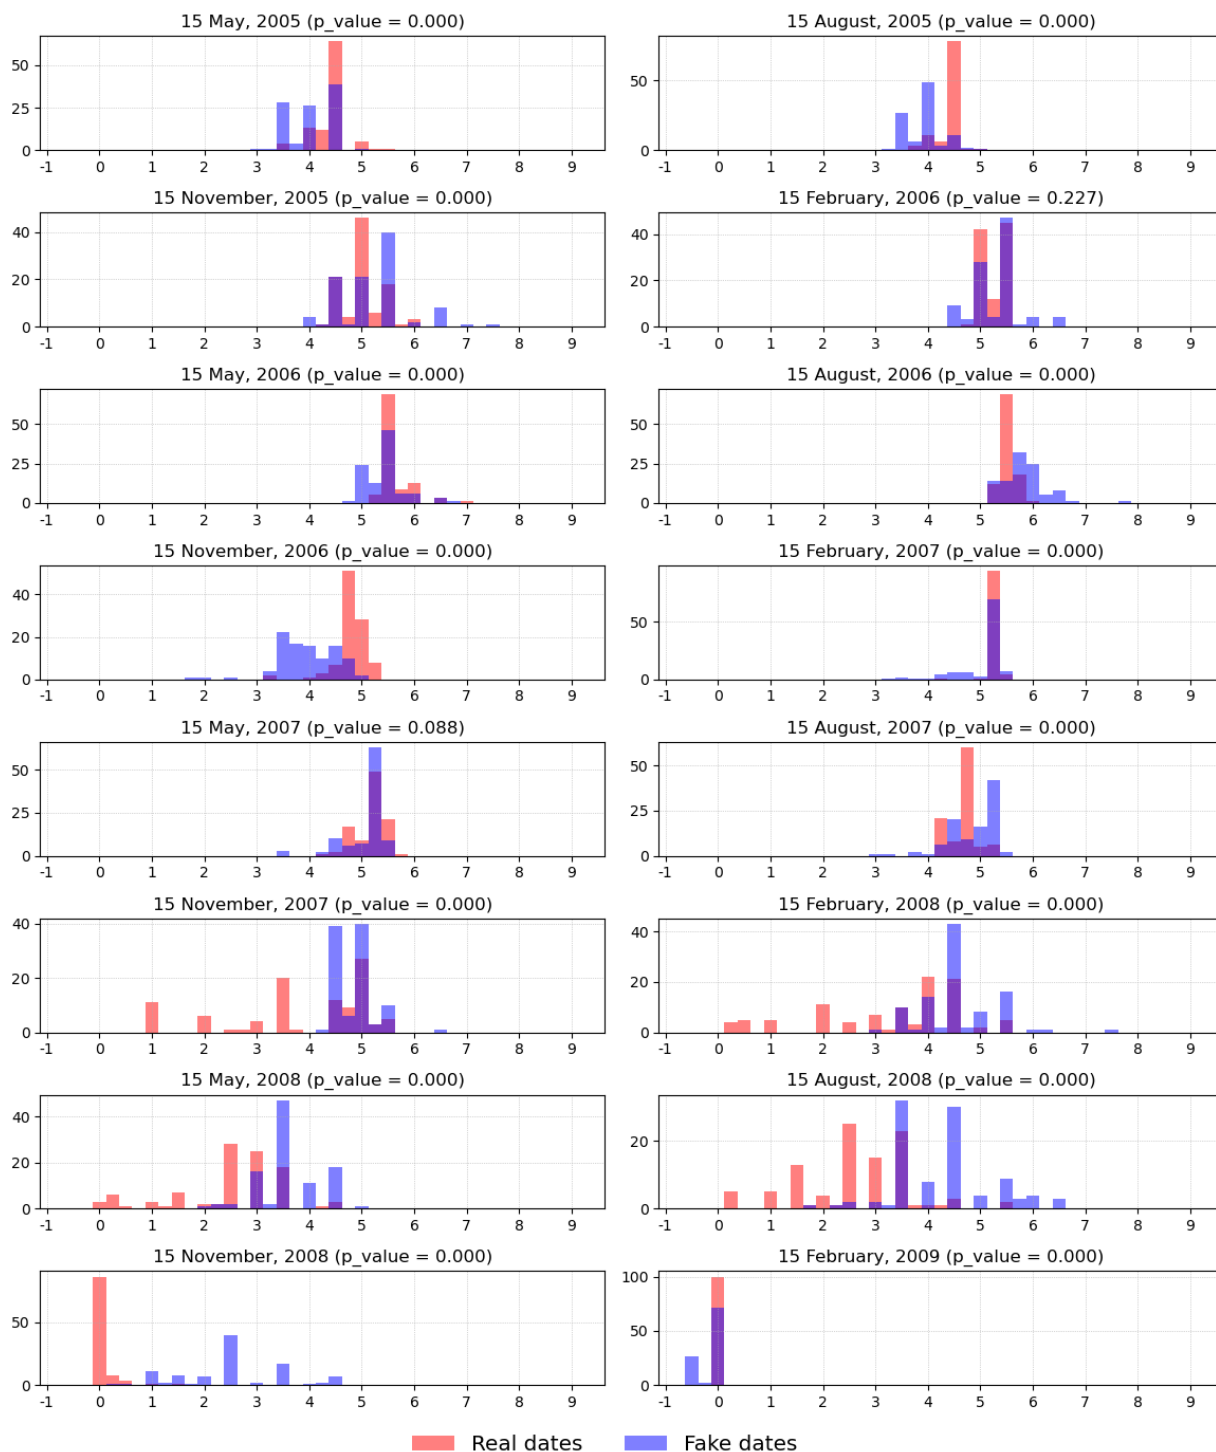 15 May, 2005 (p_value = 0.000)
50
25
0
-1 0 1 2 3 4 5 6 7 8 9
15 August, 2005 (p_value = 0.000)
50
0
-1 0 1 2 3 4 5 6 7 8 9
15 November, 2005 (p_value = 0.000)
40
20
0
-1 0 1 2 3 4 5 6 7 8 9
15 February, 2006 (p_value = 0.227)
40
20
0
-1 0 1 2 3 4 5 6 7 8 9
15 May, 2006 (p_value = 0.000)
50
25
0
-1 0 1 2 3 4 5 6 7 8 9
15 August, 2006 (p_value = 0.000)
50
25
0
-1 0 1 2 3 4 5 6 7 8 9
15 November, 2006 (p_value = 0.000)
40
20
0
-1 0 1 2 3 4 5 6 7 8 9
15 February, 2007 (p_value = 0.000)
50
0
-1 0 1 2 3 4 5 6 7 8 9
15 May, 2007 (p_value = 0.088)
50
25
0
-1 0 1 2 3 4 5 6 7 8 9
15 August, 2007 (p_value = 0.000)
50
25
0
-1 0 1 2 3 4 5 6 7 8 9
15 November, 2007 (p_value = 0.000)
40
20
0
-1 0 1 2 3 4 5 6 7 8 9
15 February, 2008 (p_value = 0.000)
40
20
0
-1 0 1 2 3 4 5 6 7 8 9
15 May, 2008 (p_value = 0.000)
40
20
0
-1 0 1 2 3 4 5 6 7 8 9
15 August, 2008 (p_value = 0.000)
20
0
-1 0 1 2 3 4 5 6 7 8 9
15 November, 2008 (p_value = 0.000)
50
0
-1 0 1 2 3 4 5 6 7 8 9
15 February, 2009 (p_value = 0.000)
100
50
0
-1 0 1 2 3 4 5 6 7 8 9
Real dates Fake dates